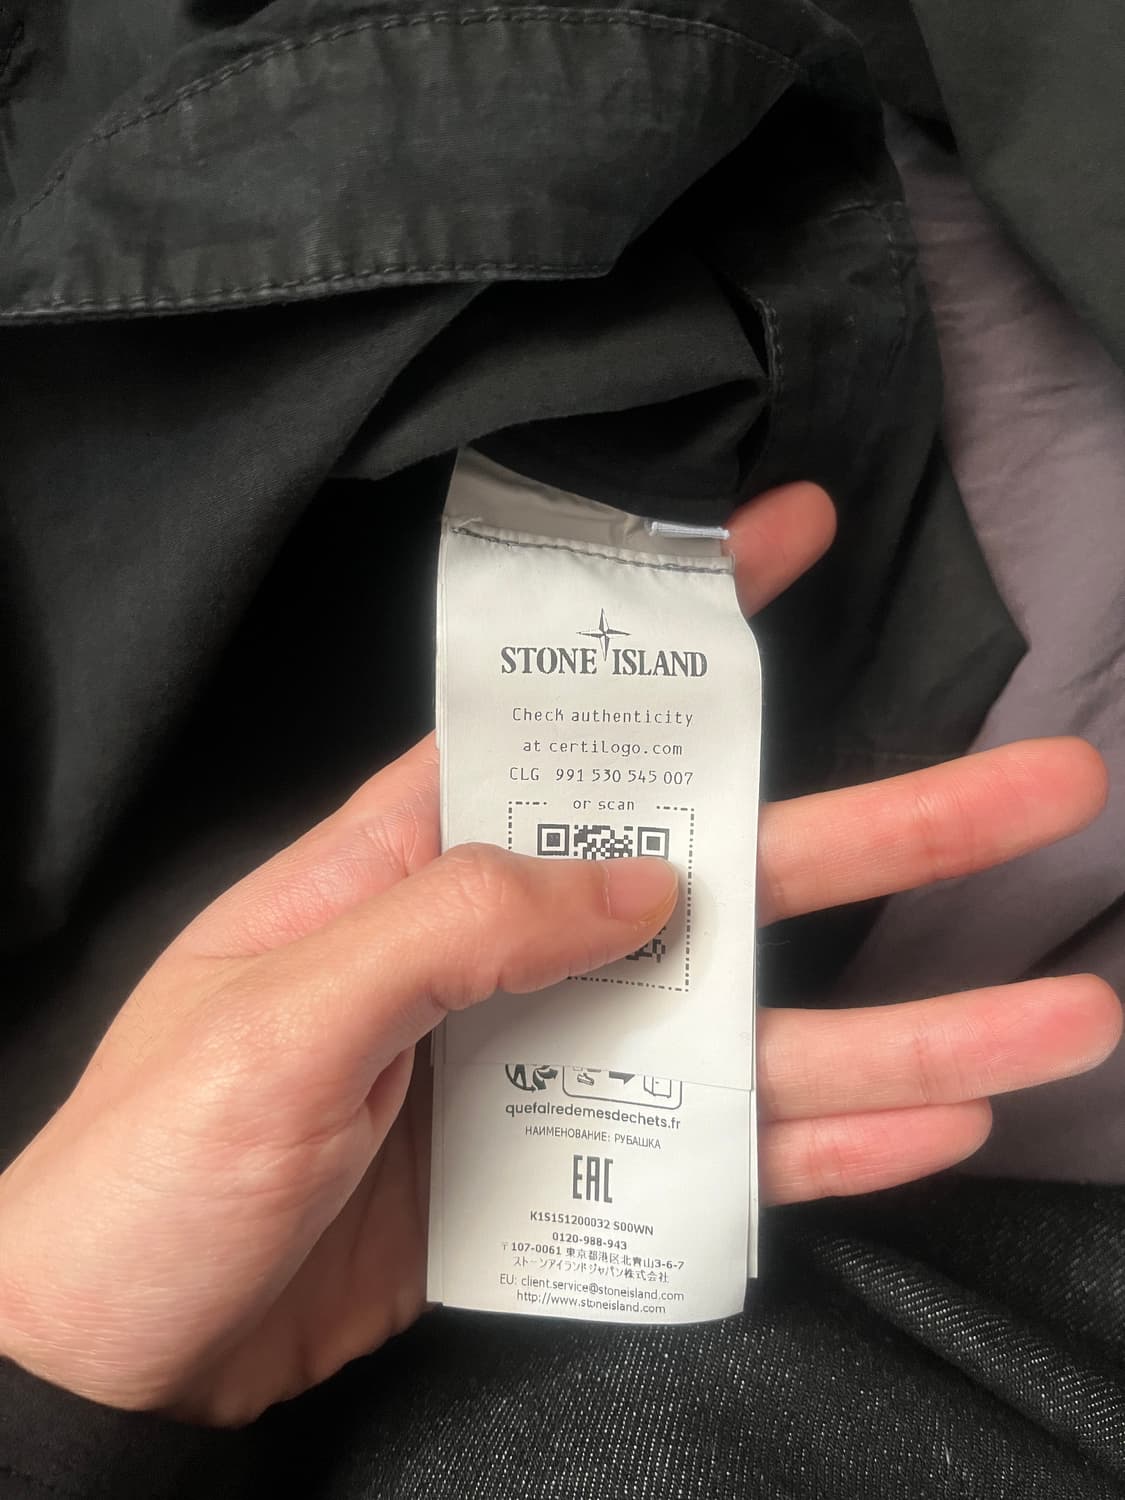 STONE ISLAND
Check authenticity
at certilogo.com
CLG 991 530 545 007
or scan
quefairedemesdechets.fr
НАИМЕНОВАНИЕ: РУБАШКА
EAC
K1S151200032 S00WN
0120-988-943
〒107-0061 東京都港区北青山3-6-7
ストーンアイランドジャパン株式会社
EU: client.service@stoneisland.com
http://www.stoneisland.com